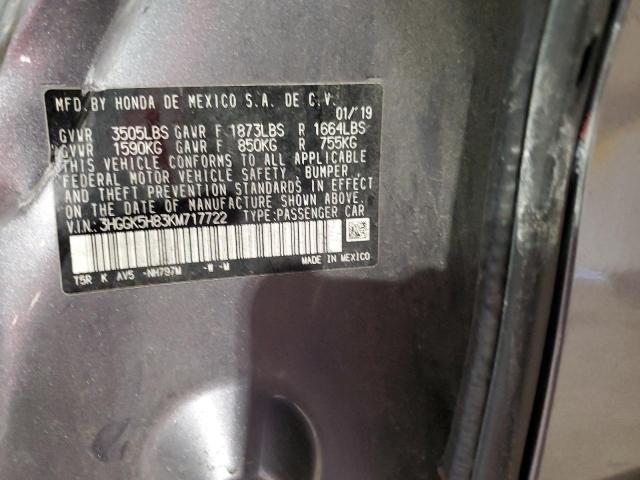 MFD. BY HONDA DE MEXICO S.A. DE C.V.
01/'19
GVWR 3505LBS GAWR F 1873LBS R 1664LBS
GVWR 1590KG GAWR F 850KG R 755KG
THIS VEHICLE CONFORMS TO ALL APPLICABLE
FEDERAL MOTOR VEHICLE SAFETY, BUMPER,
AND THEFT PREVENTION STANDARDS IN EFFECT
ON THE DATE OF MANUFACTURE SHOWN ABOVE.
V.I.N.: 3HGGK5H83KM717722 TYPE:PASSENGER CAR
T5R K AV5 -NH797M -W -M
MADE IN MEXICO